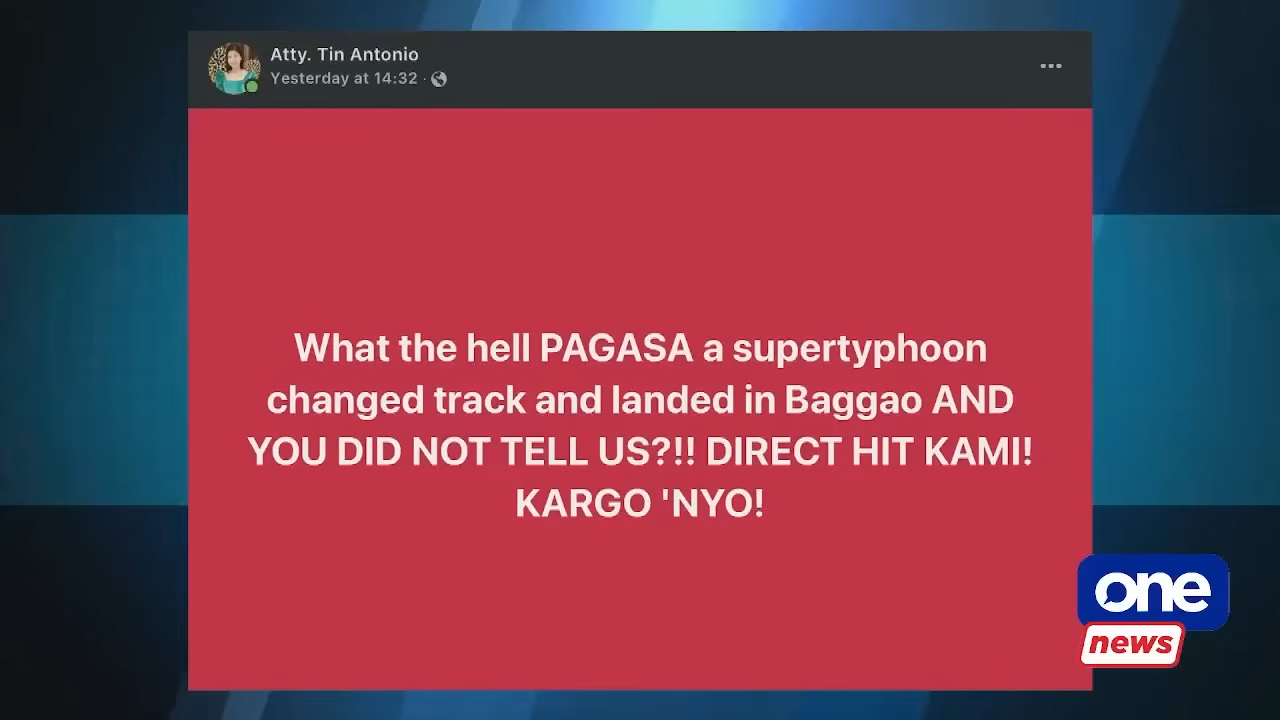 Atty. Tin Antonio
Yesterday at 14:32 ·
What the hell PAGASA a supertyphoon
changed track and landed in Baggao AND
YOU DID NOT TELL US?!! DIRECT HIT KAMI!
KARGO 'NYO!
one
news